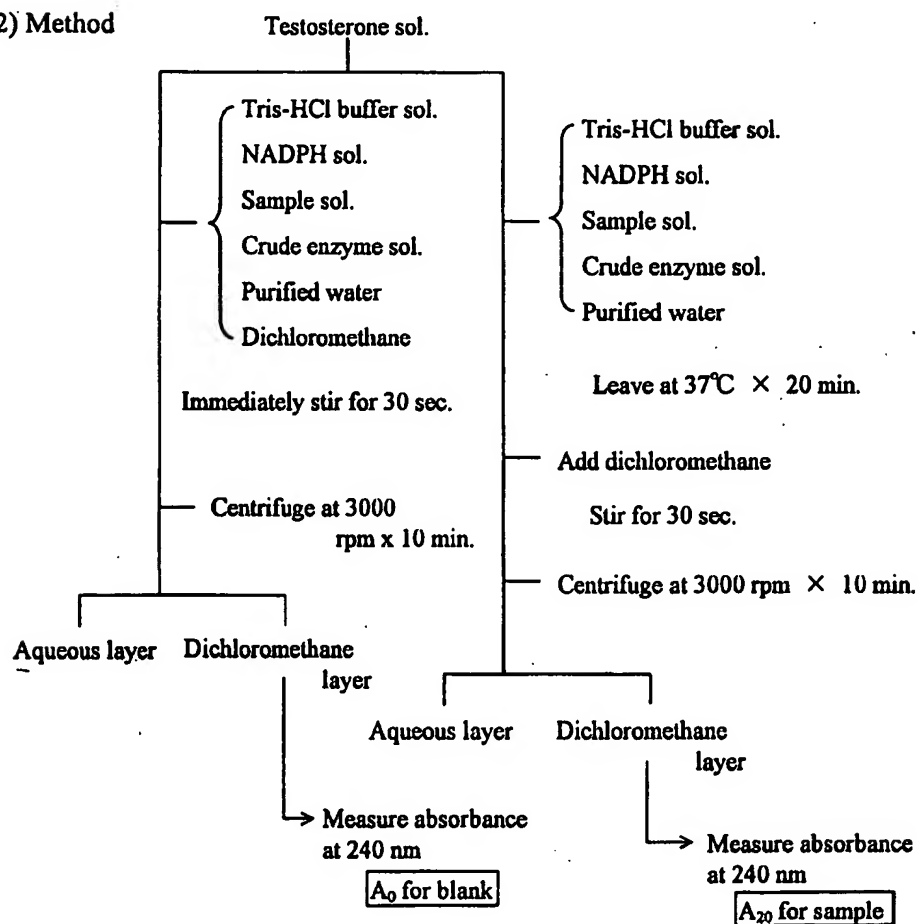 2) Method
Testosterone sol.
Tris-HCl buffer sol.
NADPH sol.
Sample sol.
Crude enzyme sol.
Purified water
Dichloromethane
Immediately stir for 30 sec.
Centrifuge at 3000
rpm x 10 min.
Aqueous layer
Dichloromethane
layer
Measure absorbance
at 240 nm
A₀ for blank
Tris-HCl buffer sol.
NADPH sol.
Sample sol.
Crude enzyme sol.
Purified water
Leave at 37℃ × 20 min.
Add dichloromethane
Stir for 30 sec.
Centrifuge at 3000 rpm × 10 min.
Aqueous layer
Dichloromethane
layer
Measure absorbance
at 240 nm
A₂₀ for sample